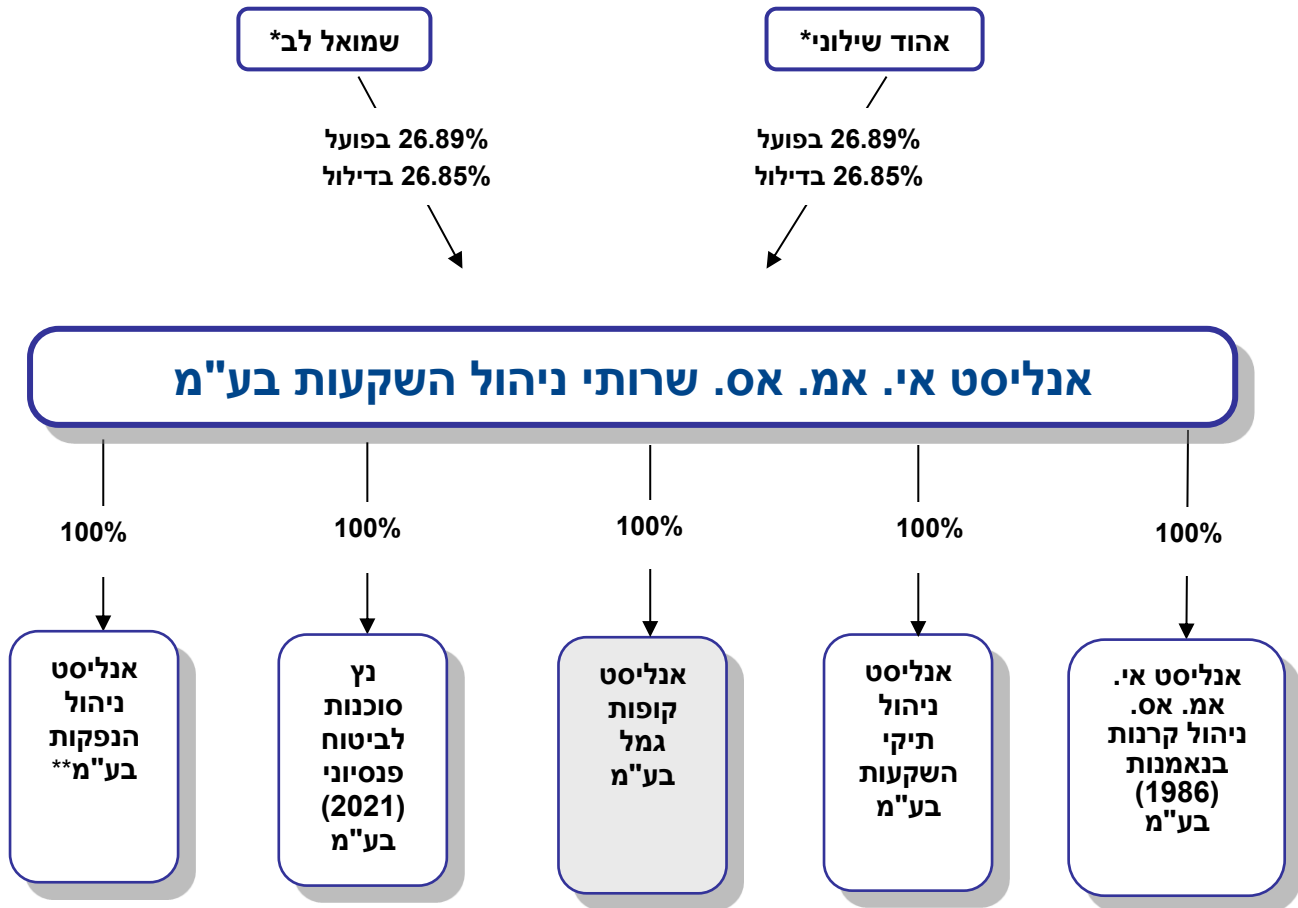 אהוד שילוני*
שמואל לב*
26.89% בפועל
26.85% בדילול
26.89% בפועל
26.85% בדילול
אנליסט אי. אמ. אס. שרותי ניהול השקעות בע"מ
100%
100%
100%
100%
100%
אנליסט אי.
אמ. אס.
ניהול קרנות
בנאמנות
(1986)
בע"מ
אנליסט
ניהול
תיקי
השקעות
בע"מ
אנליסט
קופות
גמל
בע"מ
נץ
סוכנות
לביטוח
פנסיוני
(2021)
בע"מ
אנליסט
ניהול
הנפקות
בע"מ**